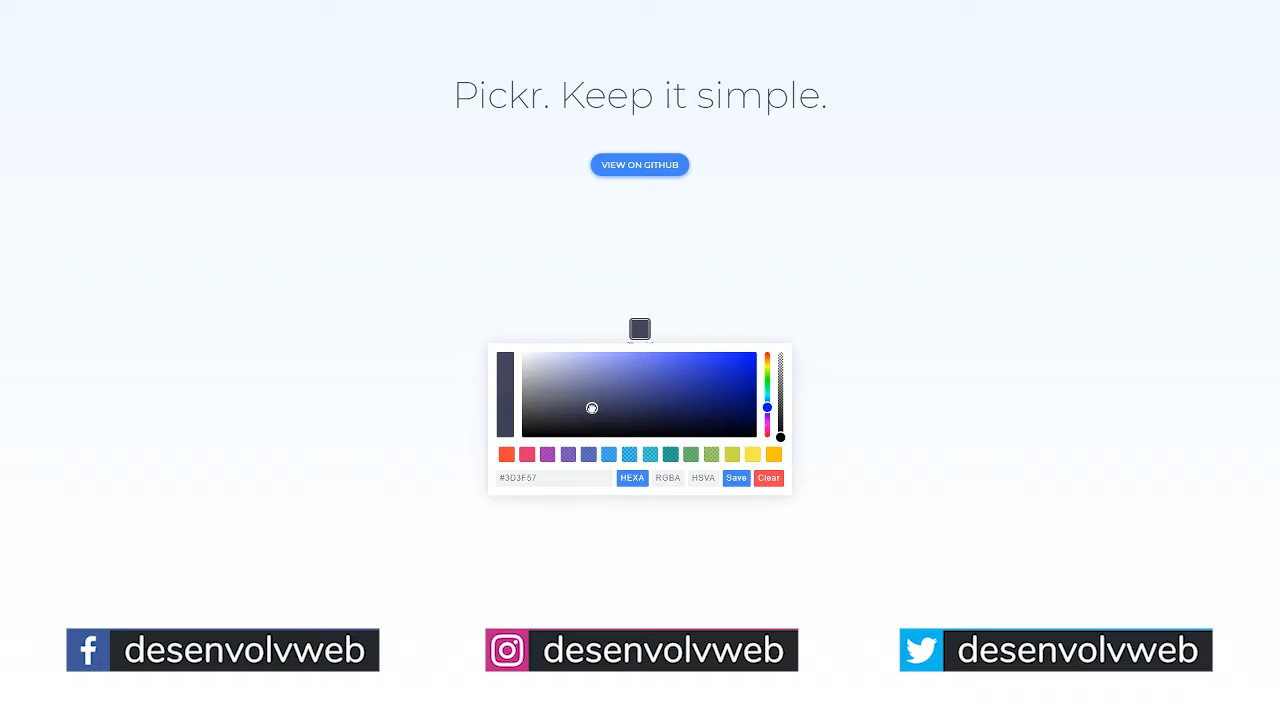 Pickr. Keep it simple.
VIEW ON GITHUB
#3D3F57 HEXA RGBA HSVA Save Clear
desenvolvweb desenvolvweb desenvolvweb